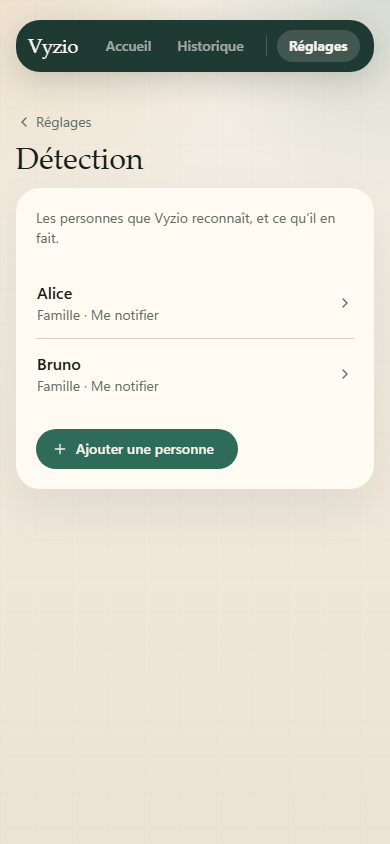 Vyzio Accueil Historique Réglages
Réglages
Détection
Les personnes que Vyzio reconnaît, et ce qu’il en
fait.
Alice
Famille · Me notifier
Bruno
Famille · Me notifier
Ajouter une personne